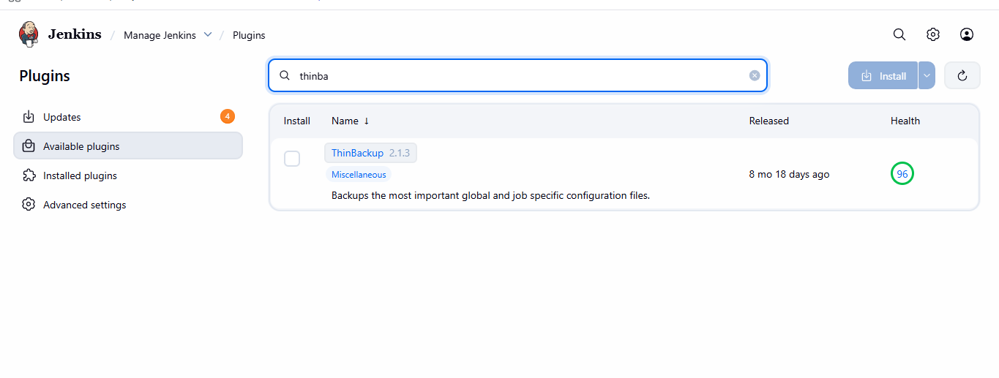 Jenkins / Manage Jenkins / Plugins
Plugins
thinba
Install
Updates 4
Available plugins
Installed plugins
Advanced settings
Install Name ↓ Released Health
ThinBackup 2.1.3
Miscellaneous
Backups the most important global and job specific configuration files.
8 mo 18 days ago
96